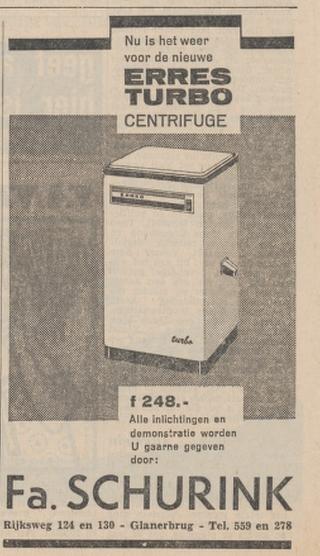 Nu is het weer
voor de nieuwe
ERRES
TURBO
CENTRIFUGE
ERRES
turbo
f 248.-
Alle inlichtingen en
demonstratie worden
U gaarne gegeven
door:
Fa. SCHURINK
Rijksweg 124 en 130 - Glanerbrug - Tel. 559 en 278